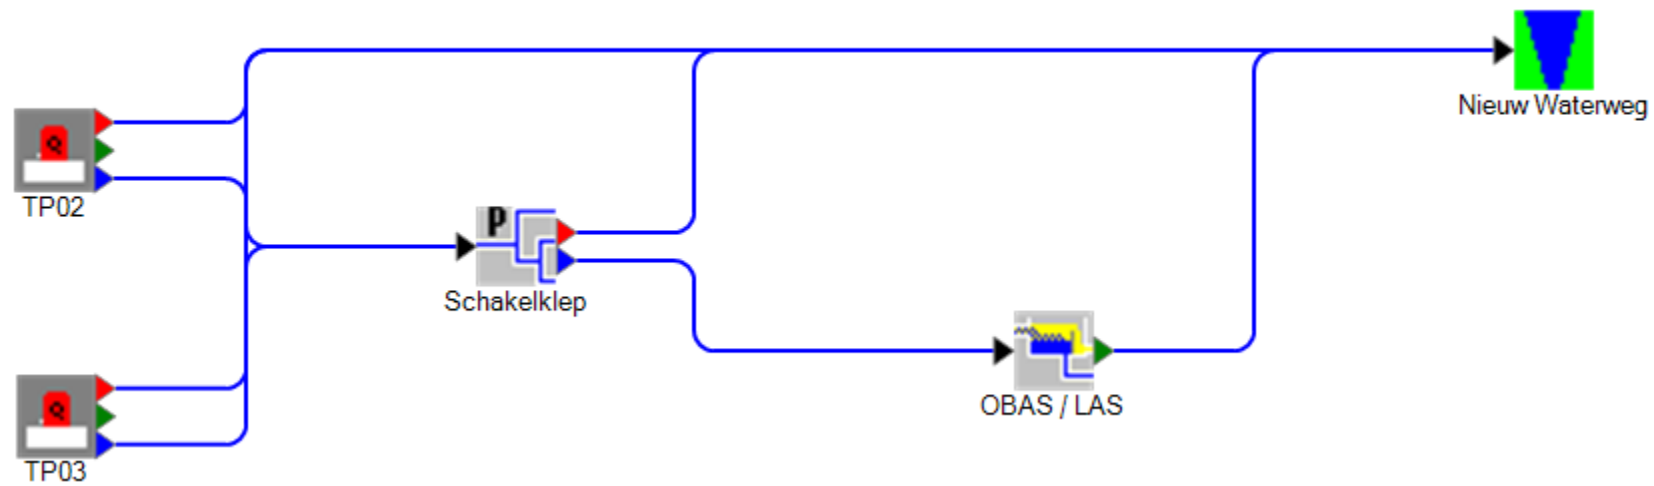 Nieuw Waterweg
Q
TP02
P
Schakelklep
OBAS / LAS
Q
TP03